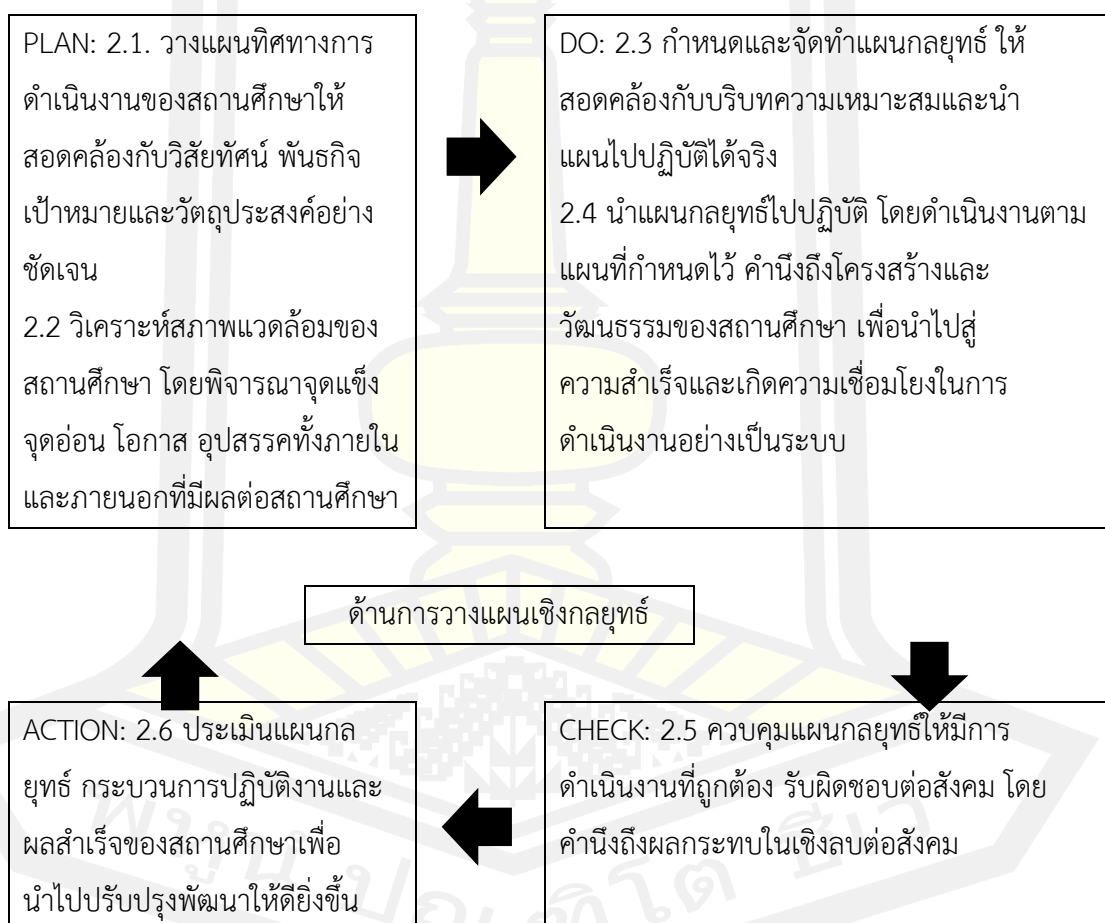 PLAN: 2.1. วางแผนทิศทางการ
ดำเนินงานของสถานศึกษาให้
สอดคล้องกับวิสัยทัศน์ พันธกิจ
เป้าหมายและวัตถุประสงค์อย่าง
ชัดเจน
2.2 วิเคราะห์สภาพแวดล้อมของ
สถานศึกษา โดยพิจารณาจุดแข็ง
จุดอ่อน โอกาส อุปสรรคทั้งภายใน
และภายนอกที่มีผลต่อสถานศึกษา
DO: 2.3 กำหนดและจัดทำแผนกลยุทธ์ ให้
สอดคล้องกับบริบทความเหมาะสมและนำ
แผนไปปฏิบัติได้จริง
2.4 นำแผนกลยุทธ์ไปปฏิบัติ โดยดำเนินงานตาม
แผนที่กำหนดไว้ คำนึงถึงโครงสร้างและ
วัฒนธรรมของสถานศึกษา เพื่อนำไปสู่
ความสำเร็จและเกิดความเชื่อมโยงในการ
ดำเนินงานอย่างเป็นระบบ
ด้านการวางแผนเชิงกลยุทธ์
ACTION: 2.6 ประเมินแผนกล
ยุทธ์ กระบวนการปฏิบัติงานและ
ผลสำเร็จของสถานศึกษาเพื่อ
นำไปปรับปรุงพัฒนาให้ดียิ่งขึ้น
CHECK: 2.5 ควบคุมแผนกลยุทธ์ให้มีการ
ดำเนินงานที่ถูกต้อง รับผิดชอบต่อสังคม โดย
คำนึงถึงผลกระทบในเชิงลบต่อสังคม